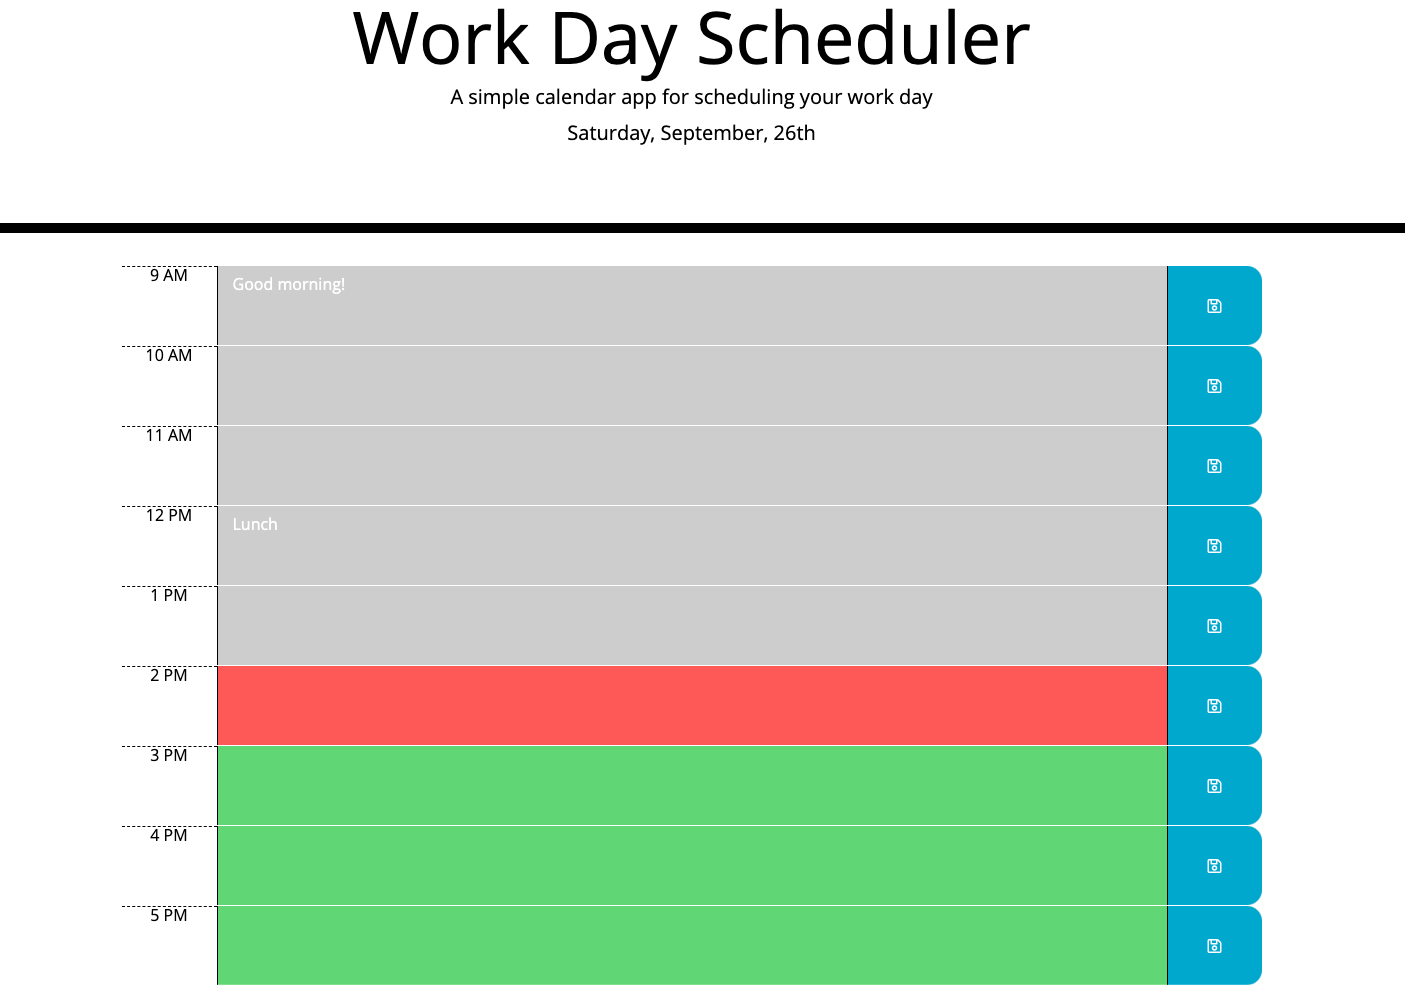 Work Day Scheduler
A simple calendar app for scheduling your work day
Saturday, September, 26th
9 AM
Good morning!
10 AM
11 AM
12 PM
Lunch
1 PM
2 PM
3 PM
4 PM
5 PM